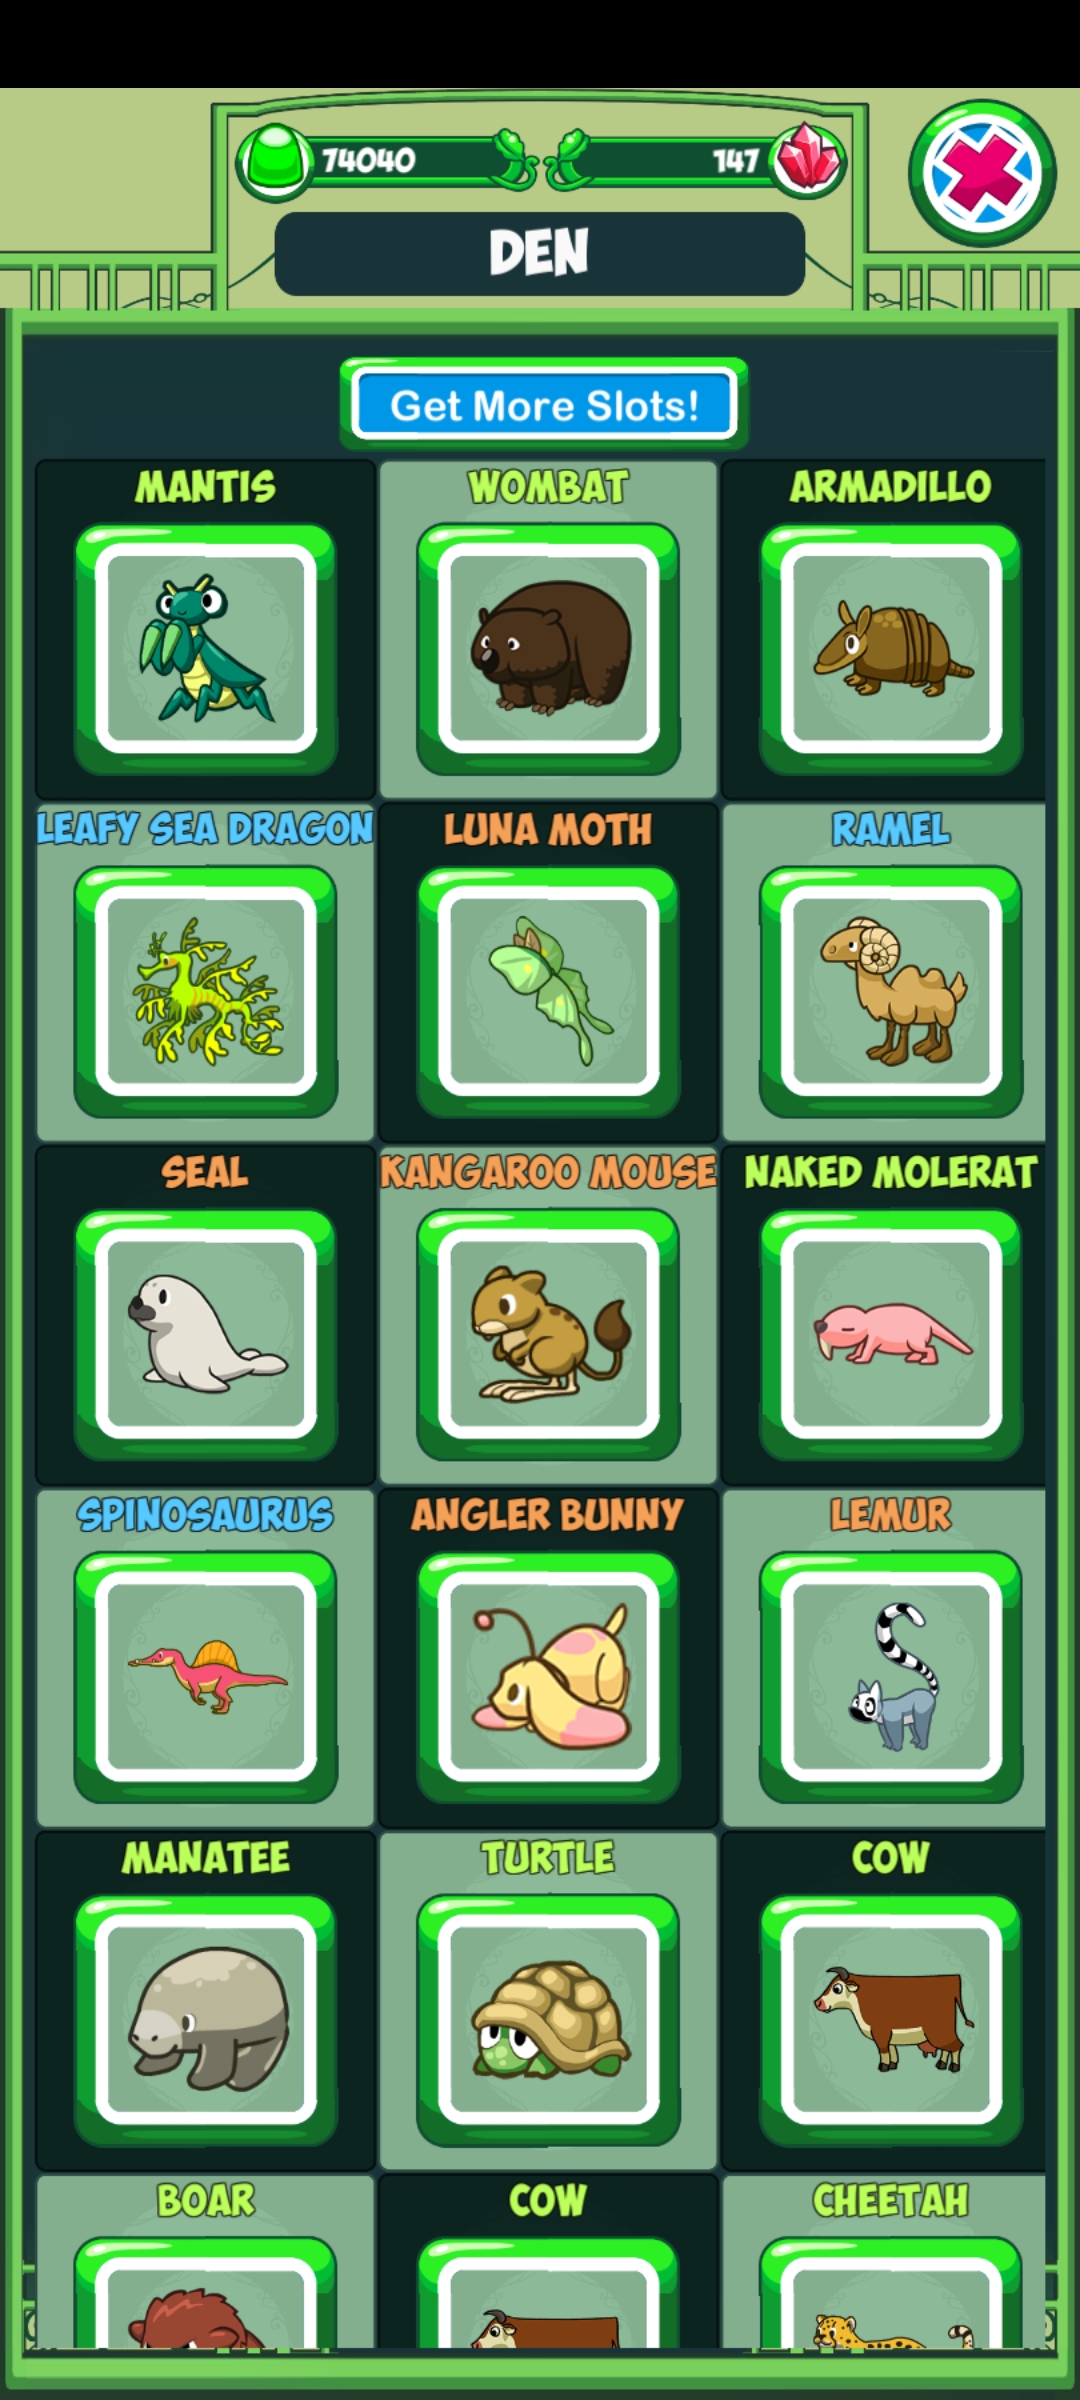 74040 147
DEN
Get More Slots!
MANTIS WOMBAT ARMADILLO
LEAFY SEA DRAGON LUNA MOTH RAMEL
SEAL KANGAROO MOUSE NAKED MOLERAT
SPINOSAURUS ANGLER BUNNY LEMUR
MANATEE TURTLE COW
BOAR COW CHEETAH